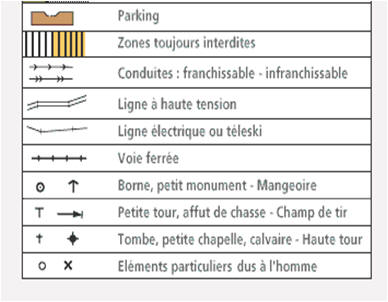 Parking
Zones toujours interdites
Conduites : franchissable - infranchissable
Ligne à haute tension
Ligne électrique ou téleski
Voie ferrée
Borne, petit monument - Mangeoire
Petite tour, affut de chasse - Champ de tir
Tombe, petite chapelle, calvaire - Haute tour
Eléments particuliers dus à l'homme